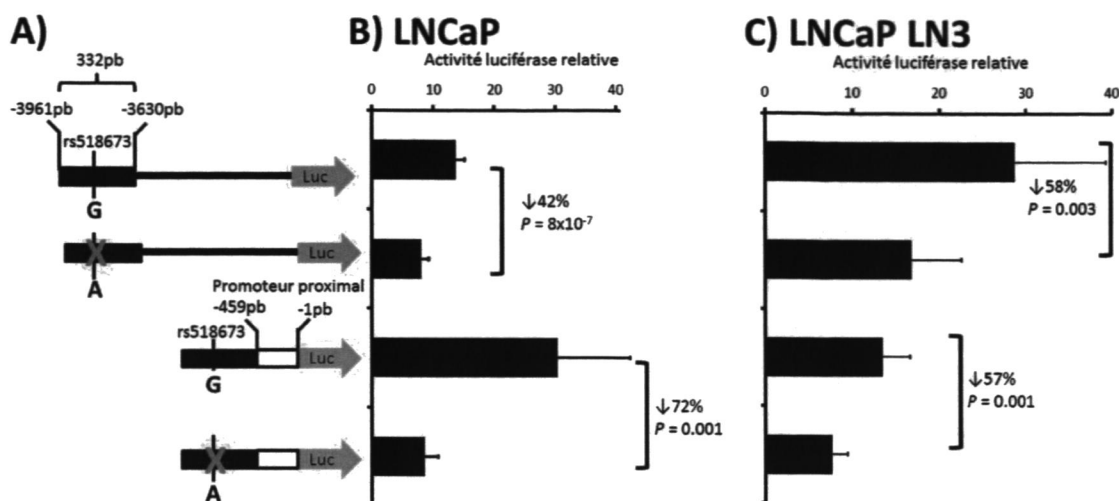 A)
332pb
-3961pb
-3630pb
rs518673
Luc
G
Luc
A
Promoteur proximal
-459pb
-1pb
rs518673
Luc
G
Luc
A
B) LNCaP
Activité luciférase relative
0 10 20 30 40
↓42%
P = 8x10⁻⁷
↓72%
P = 0.001
C) LNCaP LN3
Activité luciférase relative
0 10 20 30 40
↓58%
P = 0.003
↓57%
P = 0.001